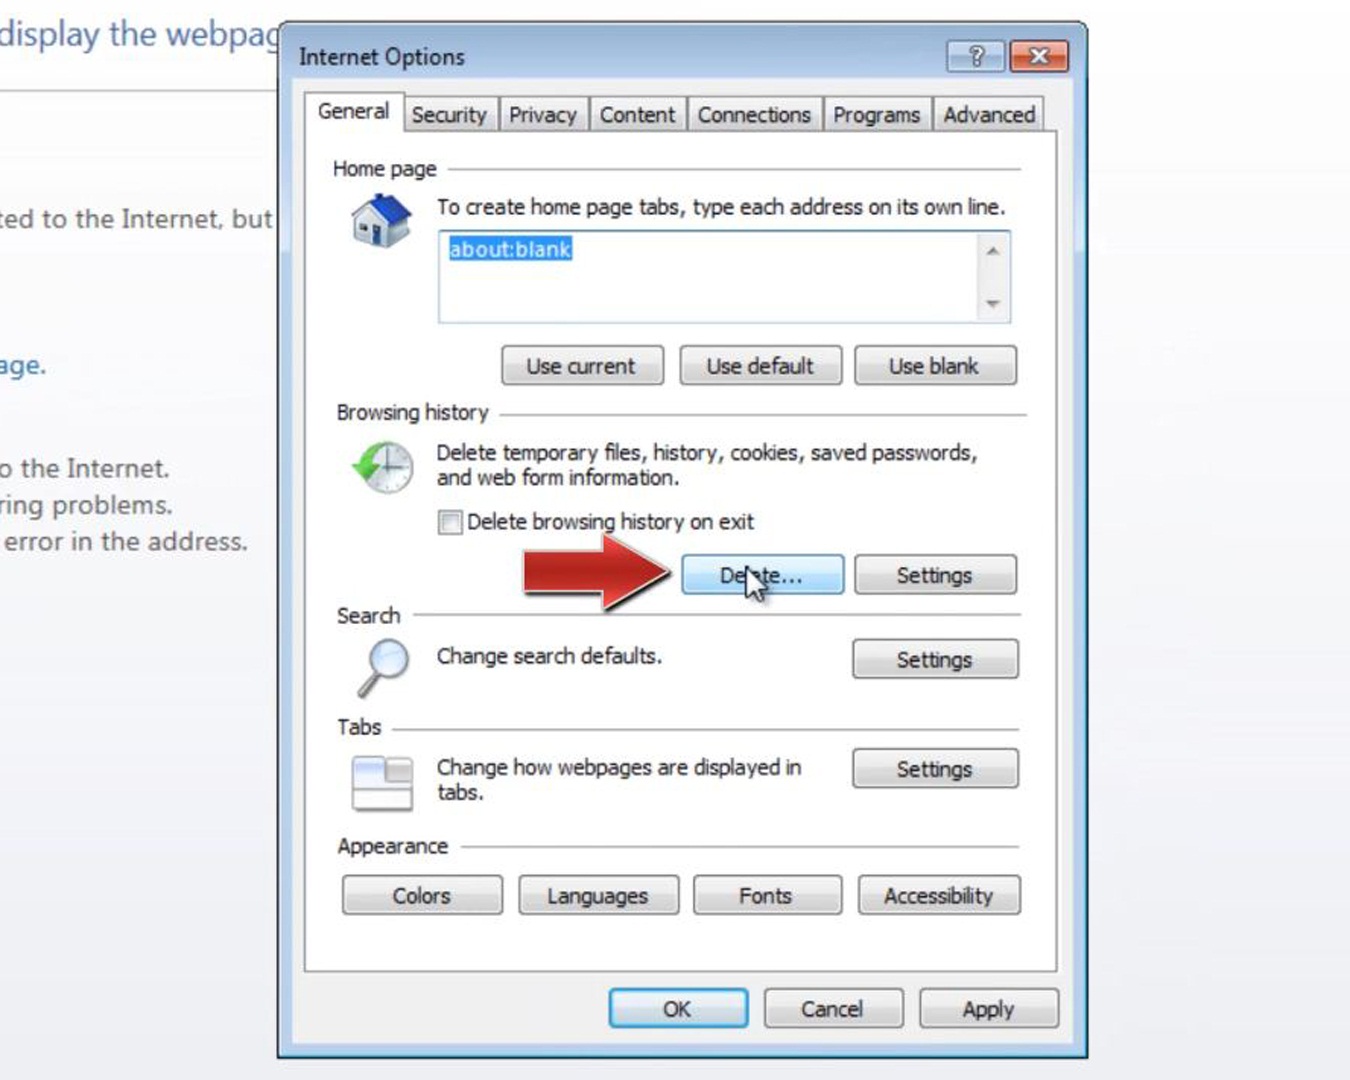 display the webpag
ted to the Internet, but
age.
o the Internet.
ring problems.
error in the address.
Internet Options
?
General
Security
Privacy
Content
Connections
Programs
Advanced
Home page
To create home page tabs, type each address on its own line.
about:blank
Use current
Use default
Use blank
Browsing history
Delete temporary files, history, cookies, saved passwords,
and web form information.
Delete browsing history on exit
Delete...
Settings
Search
Change search defaults.
Settings
Tabs
Change how webpages are displayed in
tabs.
Settings
Appearance
Colors
Languages
Fonts
Accessibility
OK
Cancel
Apply